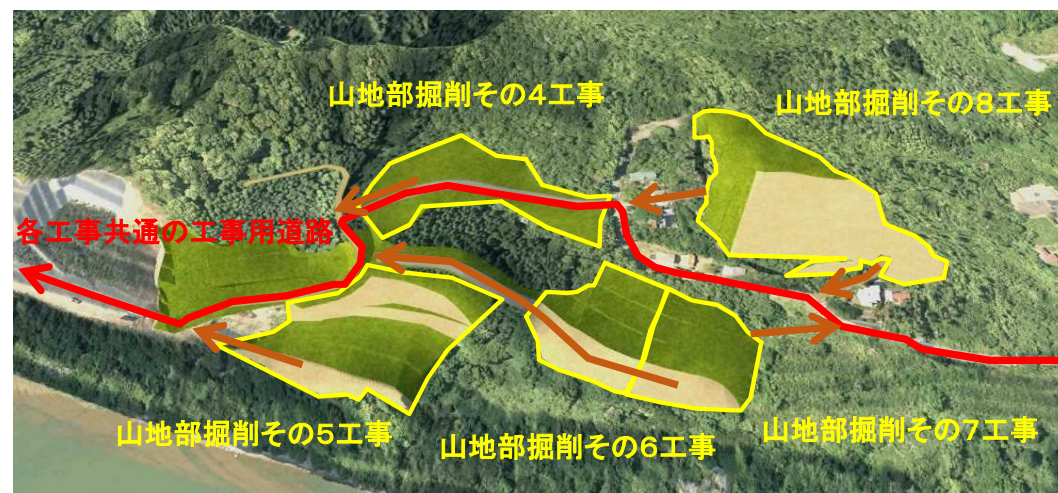 山地部掘削その4工事
山地部掘削その8工事
各工事共通の工事用道路
山地部掘削その5工事
山地部掘削その6工事
山地部掘削その7工事